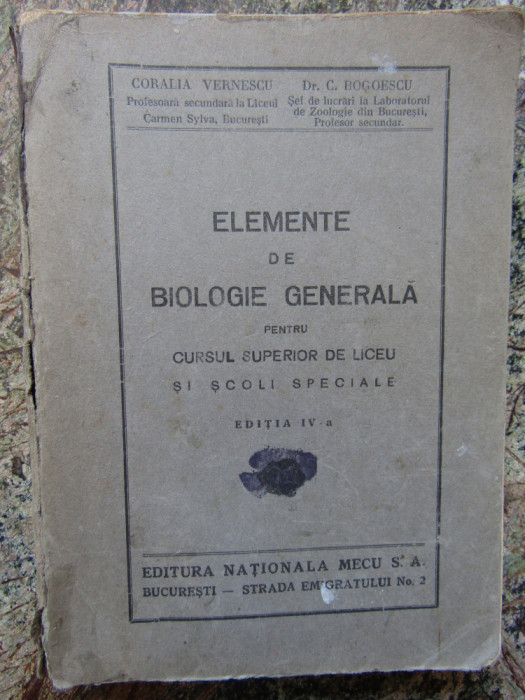 CORALIA VERNESCU
Profesoară secundară la Liceul
Carmen Sylva, București
Dr. C. BOGOESCU
Șef de lucrări la Laboratorul
de Zoologie din București,
Profesor secundar.
ELEMENTE
DE
BIOLOGIE GENERALĂ
PENTRU
CURSUL SUPERIOR DE LICEU
ȘI ȘCOLI SPECIALE
EDIȚIA IV-a
EDITURA NAȚIONALA MECU S. A.
BUCUREȘTI — STRADA EMIGRATULUI No. 2